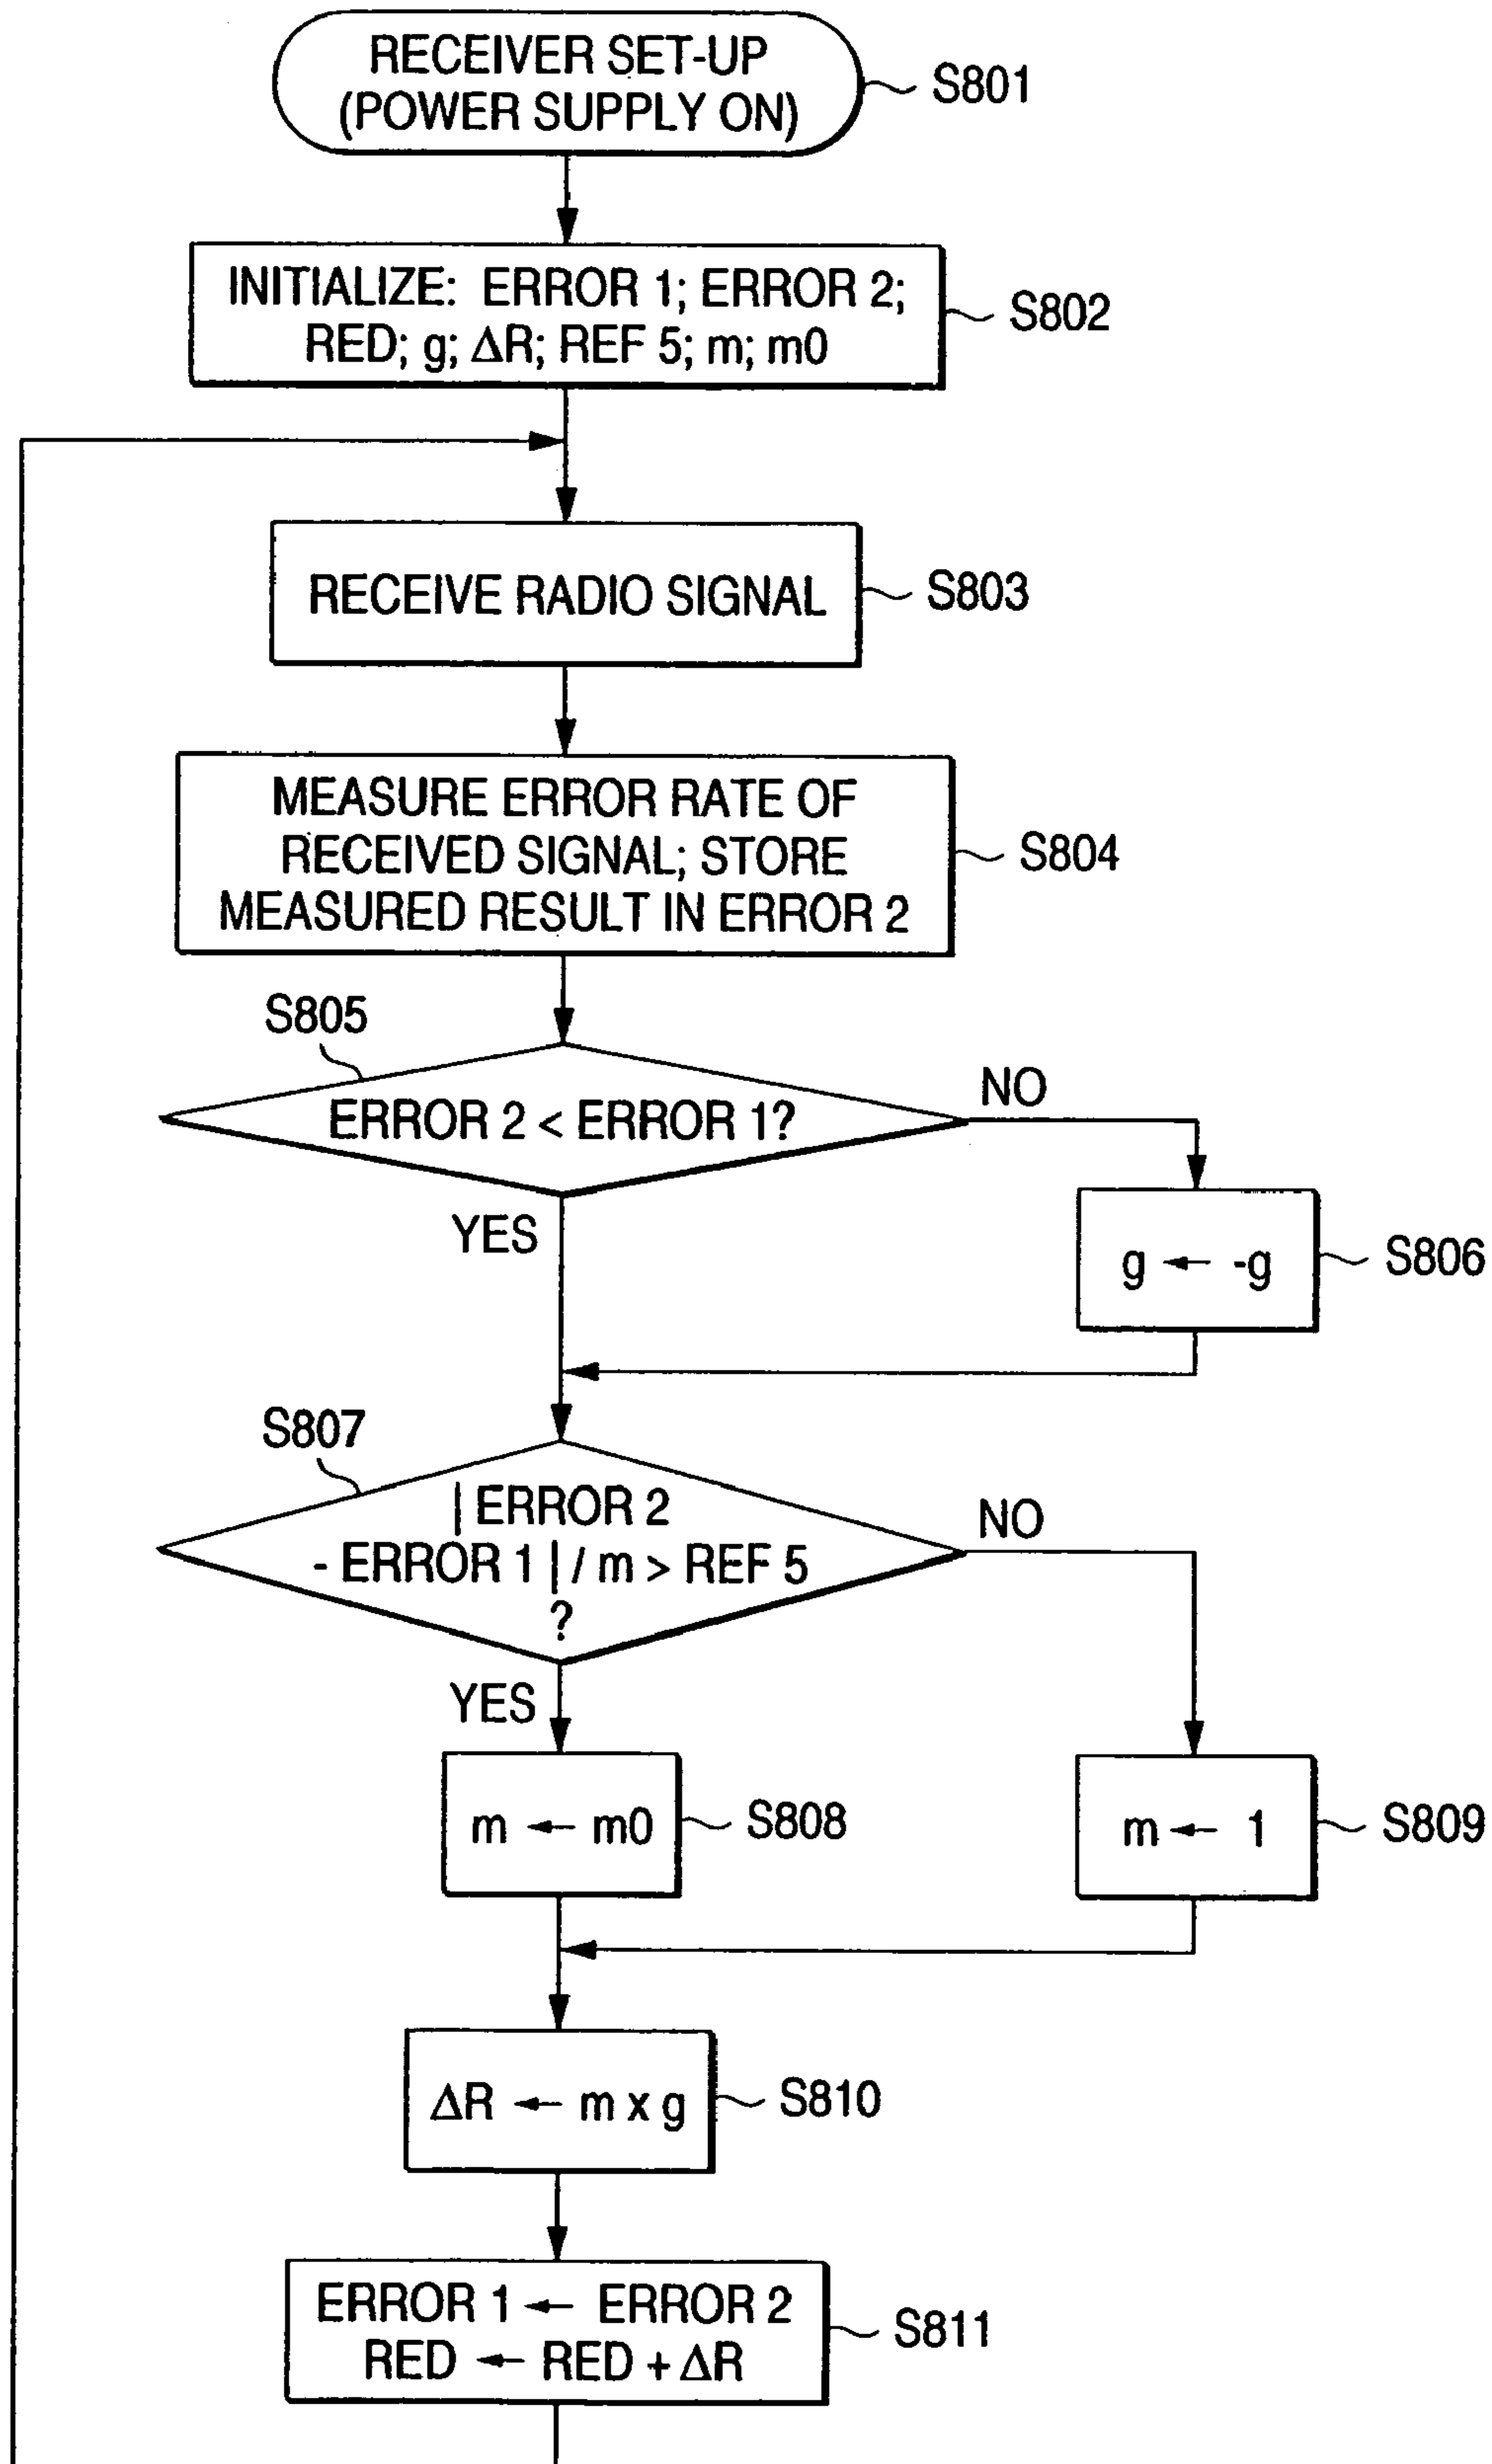 RECEIVER SET-UP
(POWER SUPPLY ON)
S801
INITIALIZE: ERROR 1; ERROR 2;
RED; g; ΔR; REF 5; m; m0
S802
RECEIVE RADIO SIGNAL
S803
MEASURE ERROR RATE OF
RECEIVED SIGNAL; STORE
MEASURED RESULT IN ERROR 2
S804
S805
ERROR 2 < ERROR 1?
NO
YES
g ← -g
S806
S807
| ERROR 2
- ERROR 1 | / m > REF 5
?
NO
YES
m ← m0
S808
m ← 1
S809
ΔR ← m x g
S810
ERROR 1 ← ERROR 2
RED ← RED + ΔR
S811